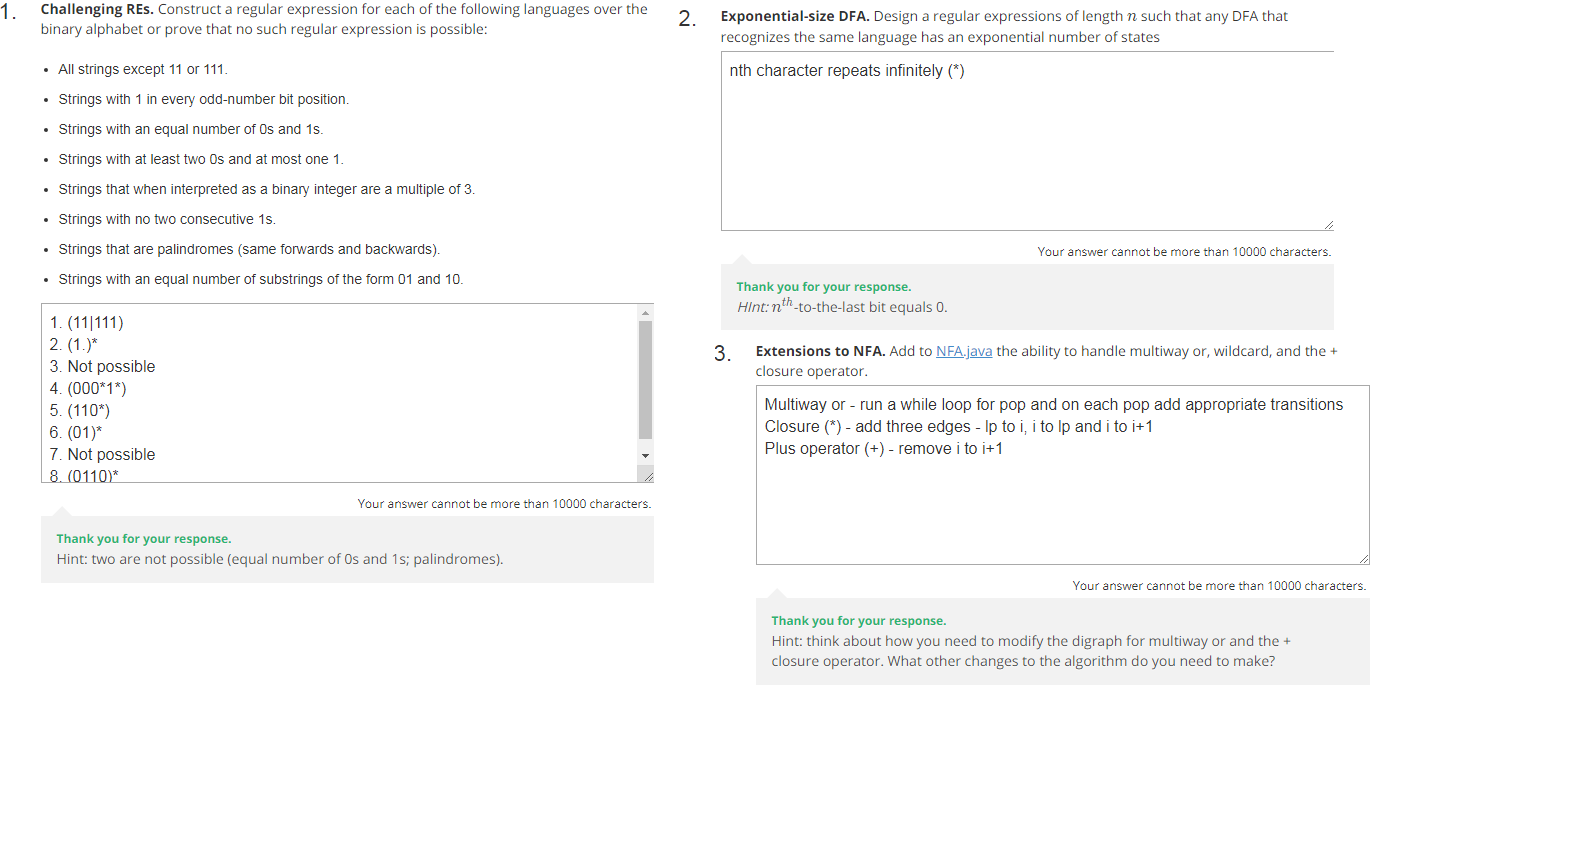 1. Challenging REs. Construct a regular expression for each of the following languages over the
binary alphabet or prove that no such regular expression is possible:
• All strings except 11 or 111.
• Strings with 1 in every odd-number bit position.
• Strings with an equal number of 0s and 1s.
• Strings with at least two 0s and at most one 1.
• Strings that when interpreted as a binary integer are a multiple of 3.
• Strings with no two consecutive 1s.
• Strings that are palindromes (same forwards and backwards).
• Strings with an equal number of substrings of the form 01 and 10.
1. (11|111)
2. (1.)*
3. Not possible
4. (000*1*)
5. (110*)
6. (01)*
7. Not possible
8. (0110)*
Your answer cannot be more than 10000 characters.
Thank you for your response.
Hint: two are not possible (equal number of 0s and 1s; palindromes).
2. Exponential-size DFA. Design a regular expressions of length n such that any DFA that
recognizes the same language has an exponential number of states
nth character repeats infinitely (*)
Your answer cannot be more than 10000 characters.
Thank you for your response.
HInt: nth-to-the-last bit equals 0.
3. Extensions to NFA. Add to NFA.java the ability to handle multiway or, wildcard, and the +
closure operator.
Multiway or - run a while loop for pop and on each pop add appropriate transitions
Closure (*) - add three edges - lp to i, i to lp and i to i+1
Plus operator (+) - remove i to i+1
Your answer cannot be more than 10000 characters.
Thank you for your response.
Hint: think about how you need to modify the digraph for multiway or and the +
closure operator. What other changes to the algorithm do you need to make?